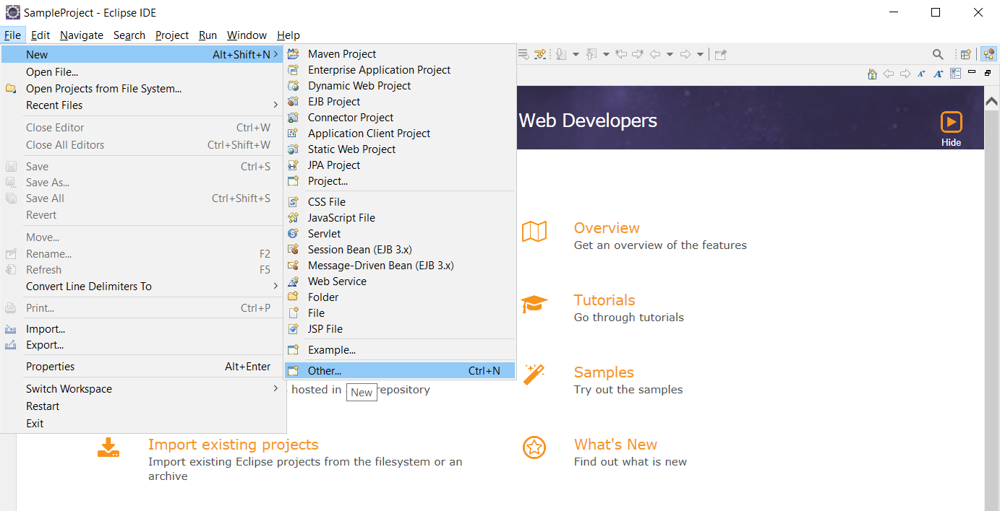 SampleProject - Eclipse IDE
File Edit Navigate Search Project Run Window Help
New Alt+Shift+N
Open File...
Open Projects from File System...
Recent Files
Close Editor Ctrl+W
Close All Editors Ctrl+Shift+W
Save Ctrl+S
Save As...
Save All Ctrl+Shift+S
Revert
Move...
Rename... F2
Refresh F5
Convert Line Delimiters To
Print... Ctrl+P
Import...
Export...
Properties Alt+Enter
Switch Workspace
Restart
Exit
Maven Project
Enterprise Application Project
Dynamic Web Project
EJB Project
Connector Project
Application Client Project
Static Web Project
JPA Project
Project...
CSS File
JavaScript File
Servlet
Session Bean (EJB 3.x)
Message-Driven Bean (EJB 3.x)
Web Service
Folder
File
JSP File
Example...
Other... Ctrl+N
New
Web Developers
Hide
hosted in repository
Import existing projects
Import existing Eclipse projects from the filesystem or an
archive
Overview
Get an overview of the features
Tutorials
Go through tutorials
Samples
Try out the samples
What's New
Find out what is new